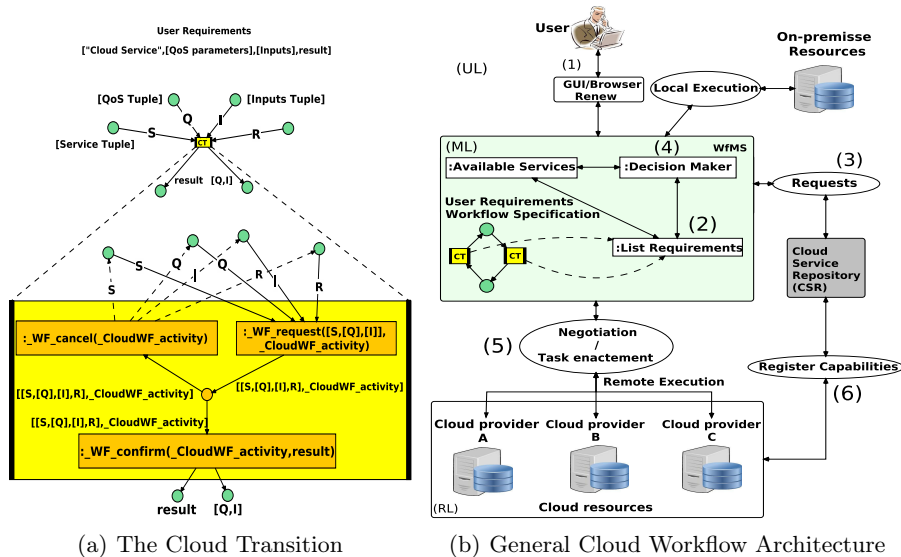 User Requirements
["Cloud Service",[QoS parameters],[Inputs],result]
[QoS Tuple]
[Inputs Tuple]
Q
I
S
R
[Service Tuple]
CT
result
[Q,I]
S
Q
Q
I
R
I
R
S
:_WF_cancel(_CloudWF_activity)
:_WF_request([S,[Q],[I]],
_CloudWF_activity)
[[S,[Q],[I],R],_CloudWF_activity]
[[S,[Q],[I],R],_CloudWF_activity]
[[S,[Q],[I],R],_CloudWF_activity]
:_WF_confirm(_CloudWF_activity,result)
result
[Q,I]
(a) The Cloud Transition
User
On-premisse
Resources
(1)
(UL)
GUI/Browser
Renew
Local Execution
(ML)
WfMS
(4)
:Available Services
:Decision Maker
(3)
Requests
User Requirements
Workflow Specification
(2)
CT
CT
:List Requirements
Cloud
Service
Repository
(CSR)
(5)
Negotiation
/
Task enactement
Register Capabilities
(6)
Remote Execution
Cloud provider
A
Cloud provider
B
Cloud provider
C
(RL)
Cloud resources
(b) General Cloud Workflow Architecture